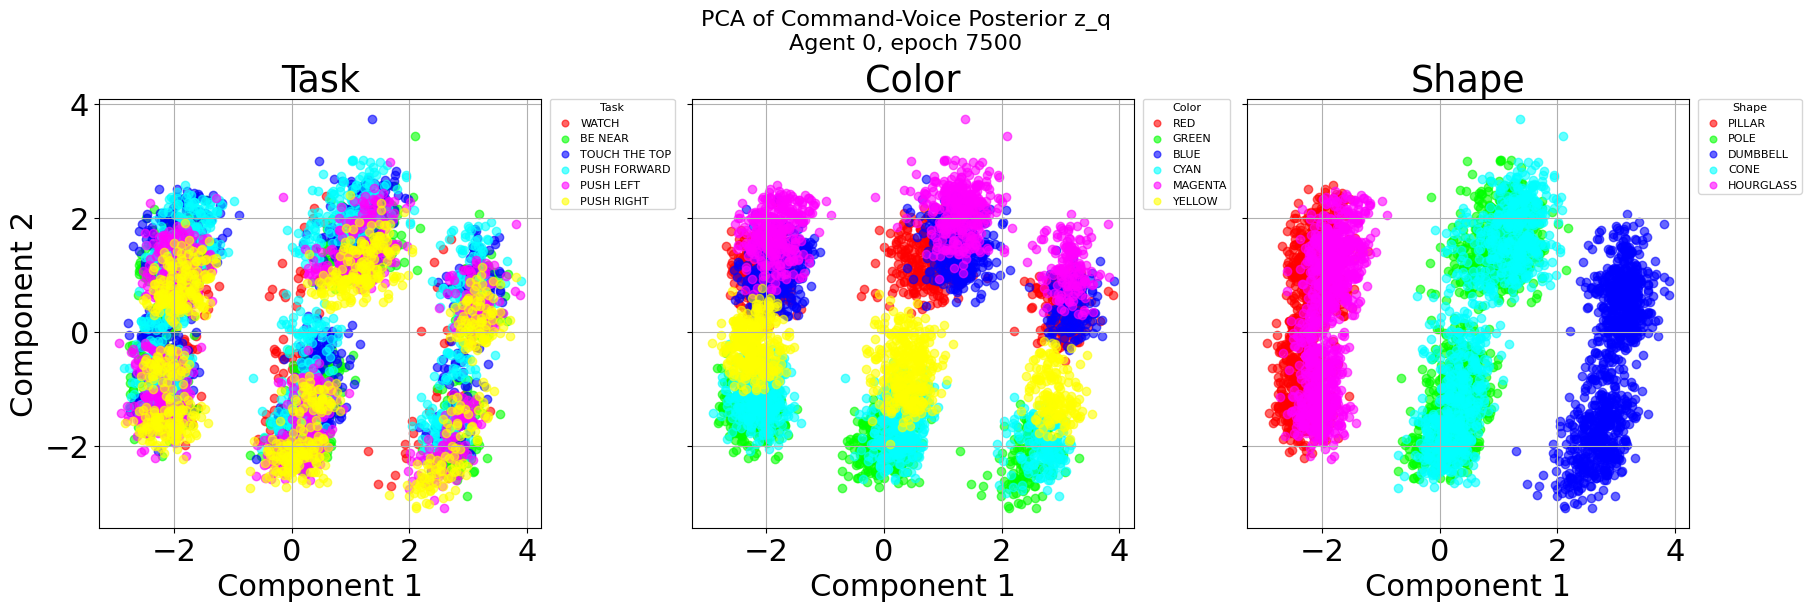 PCA of Command-Voice Posterior z_q
Agent 0, epoch 7500
Task
Component 2
4
2
0
−2
−2 0 2 4
Component 1
Task
WATCH
BE NEAR
TOUCH THE TOP
PUSH FORWARD
PUSH LEFT
PUSH RIGHT
Color
−2 0 2 4
Component 1
Color
RED
GREEN
BLUE
CYAN
MAGENTA
YELLOW
Shape
−2 0 2 4
Component 1
Shape
PILLAR
POLE
DUMBBELL
CONE
HOURGLASS